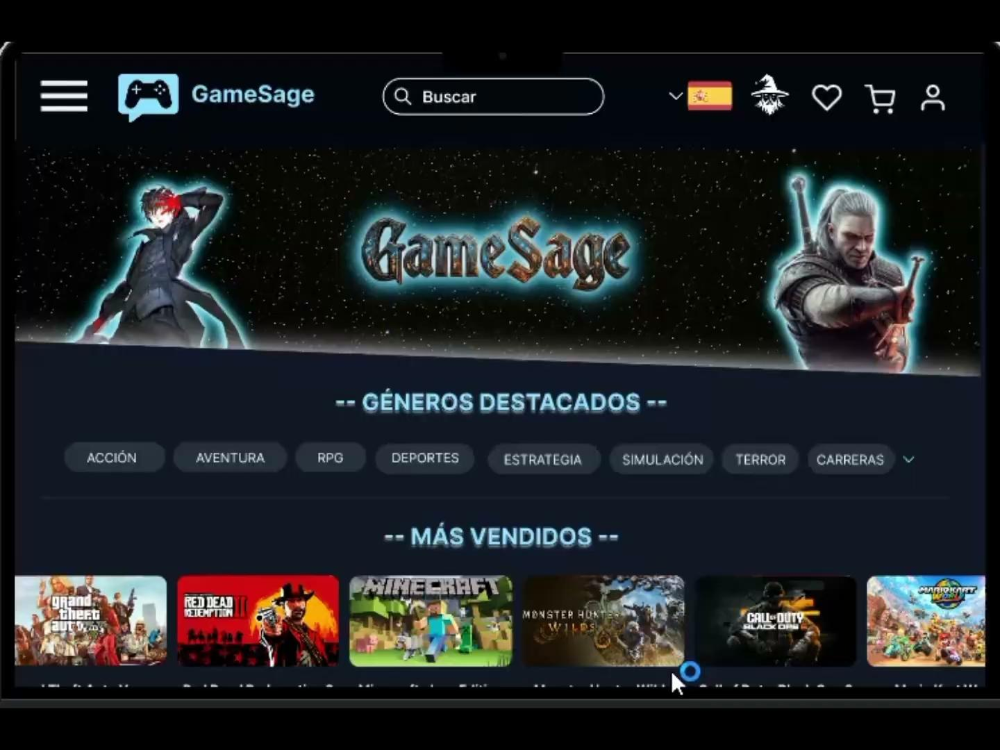 GameSage
Buscar
GameSage
-- GÉNEROS DESTACADOS --
ACCIÓN
AVENTURA
RPG
DEPORTES
ESTRATEGIA
SIMULACIÓN
TERROR
CARRERAS
-- MÁS VENDIDOS --
grand
theft
auto
RED DEAD
REDEMPTION II
MINECRAFT
MONSTER HUNTER
WILDS
CALL OF DUTY
BLACK OPS
MARIO KART
WORLD